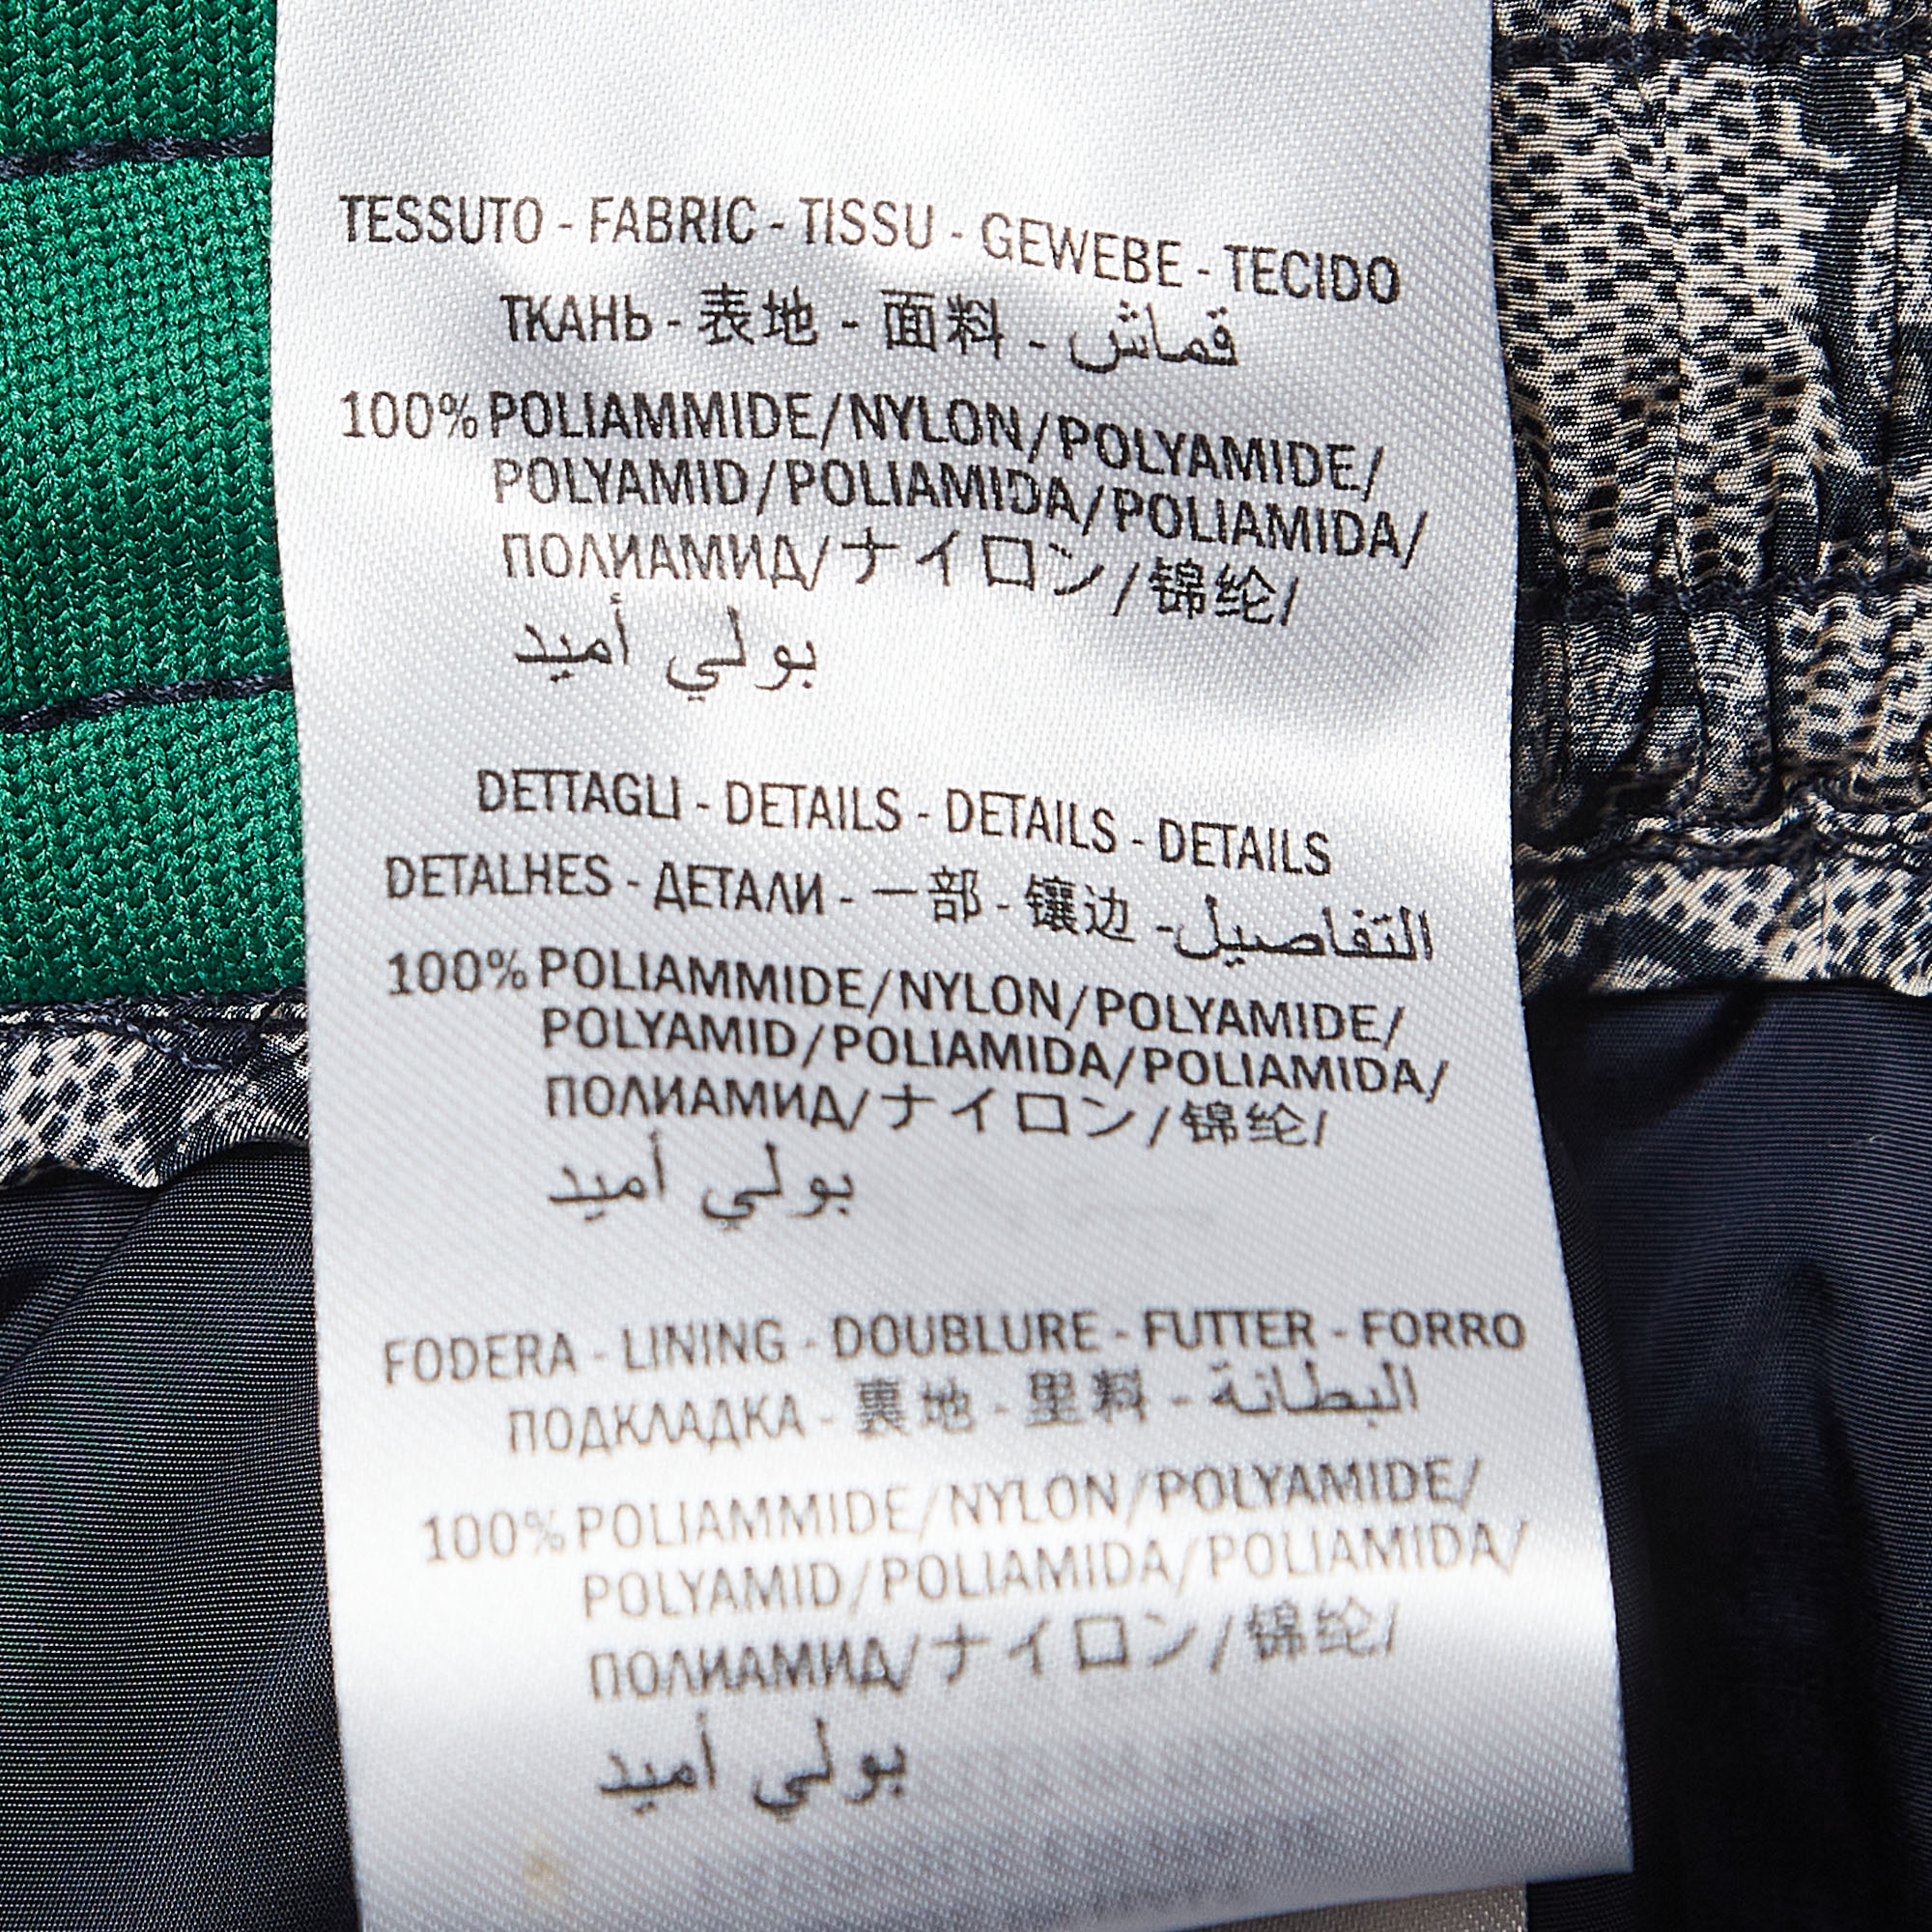 TESSUTO - FABRIC - TISSU - GEWEBE - TECIDO
ТКАНЬ - 表地 - 面料 - قماش
100% POLIAMMIDE/NYLON/POLYAMIDE/
POLYAMID/POLIAMIDA/POLIAMIDA/
ПОЛИАМИД/ナイロン/锦纶/
بولي أميد
DETTAGLI - DETAILS - DETAILS - DETAILS
DETALHES - ДЕТАЛИ - 一部 - 镶边 - التفاصيل
100% POLIAMMIDE/NYLON/POLYAMIDE/
POLYAMID/POLIAMIDA/POLIAMIDA/
ПОЛИАМИД/ナイロン/锦纶/
بولي أميد
FODERA - LINING - DOUBLURE - FUTTER - FORRO
ПОДКЛАДКА - 裏地 - 里料 - البطانة
100% POLIAMMIDE/NYLON/POLYAMIDE/
POLYAMID/POLIAMIDA/POLIAMIDA/
ПОЛИАМИД/ナイロン/锦纶/
بولي أميد